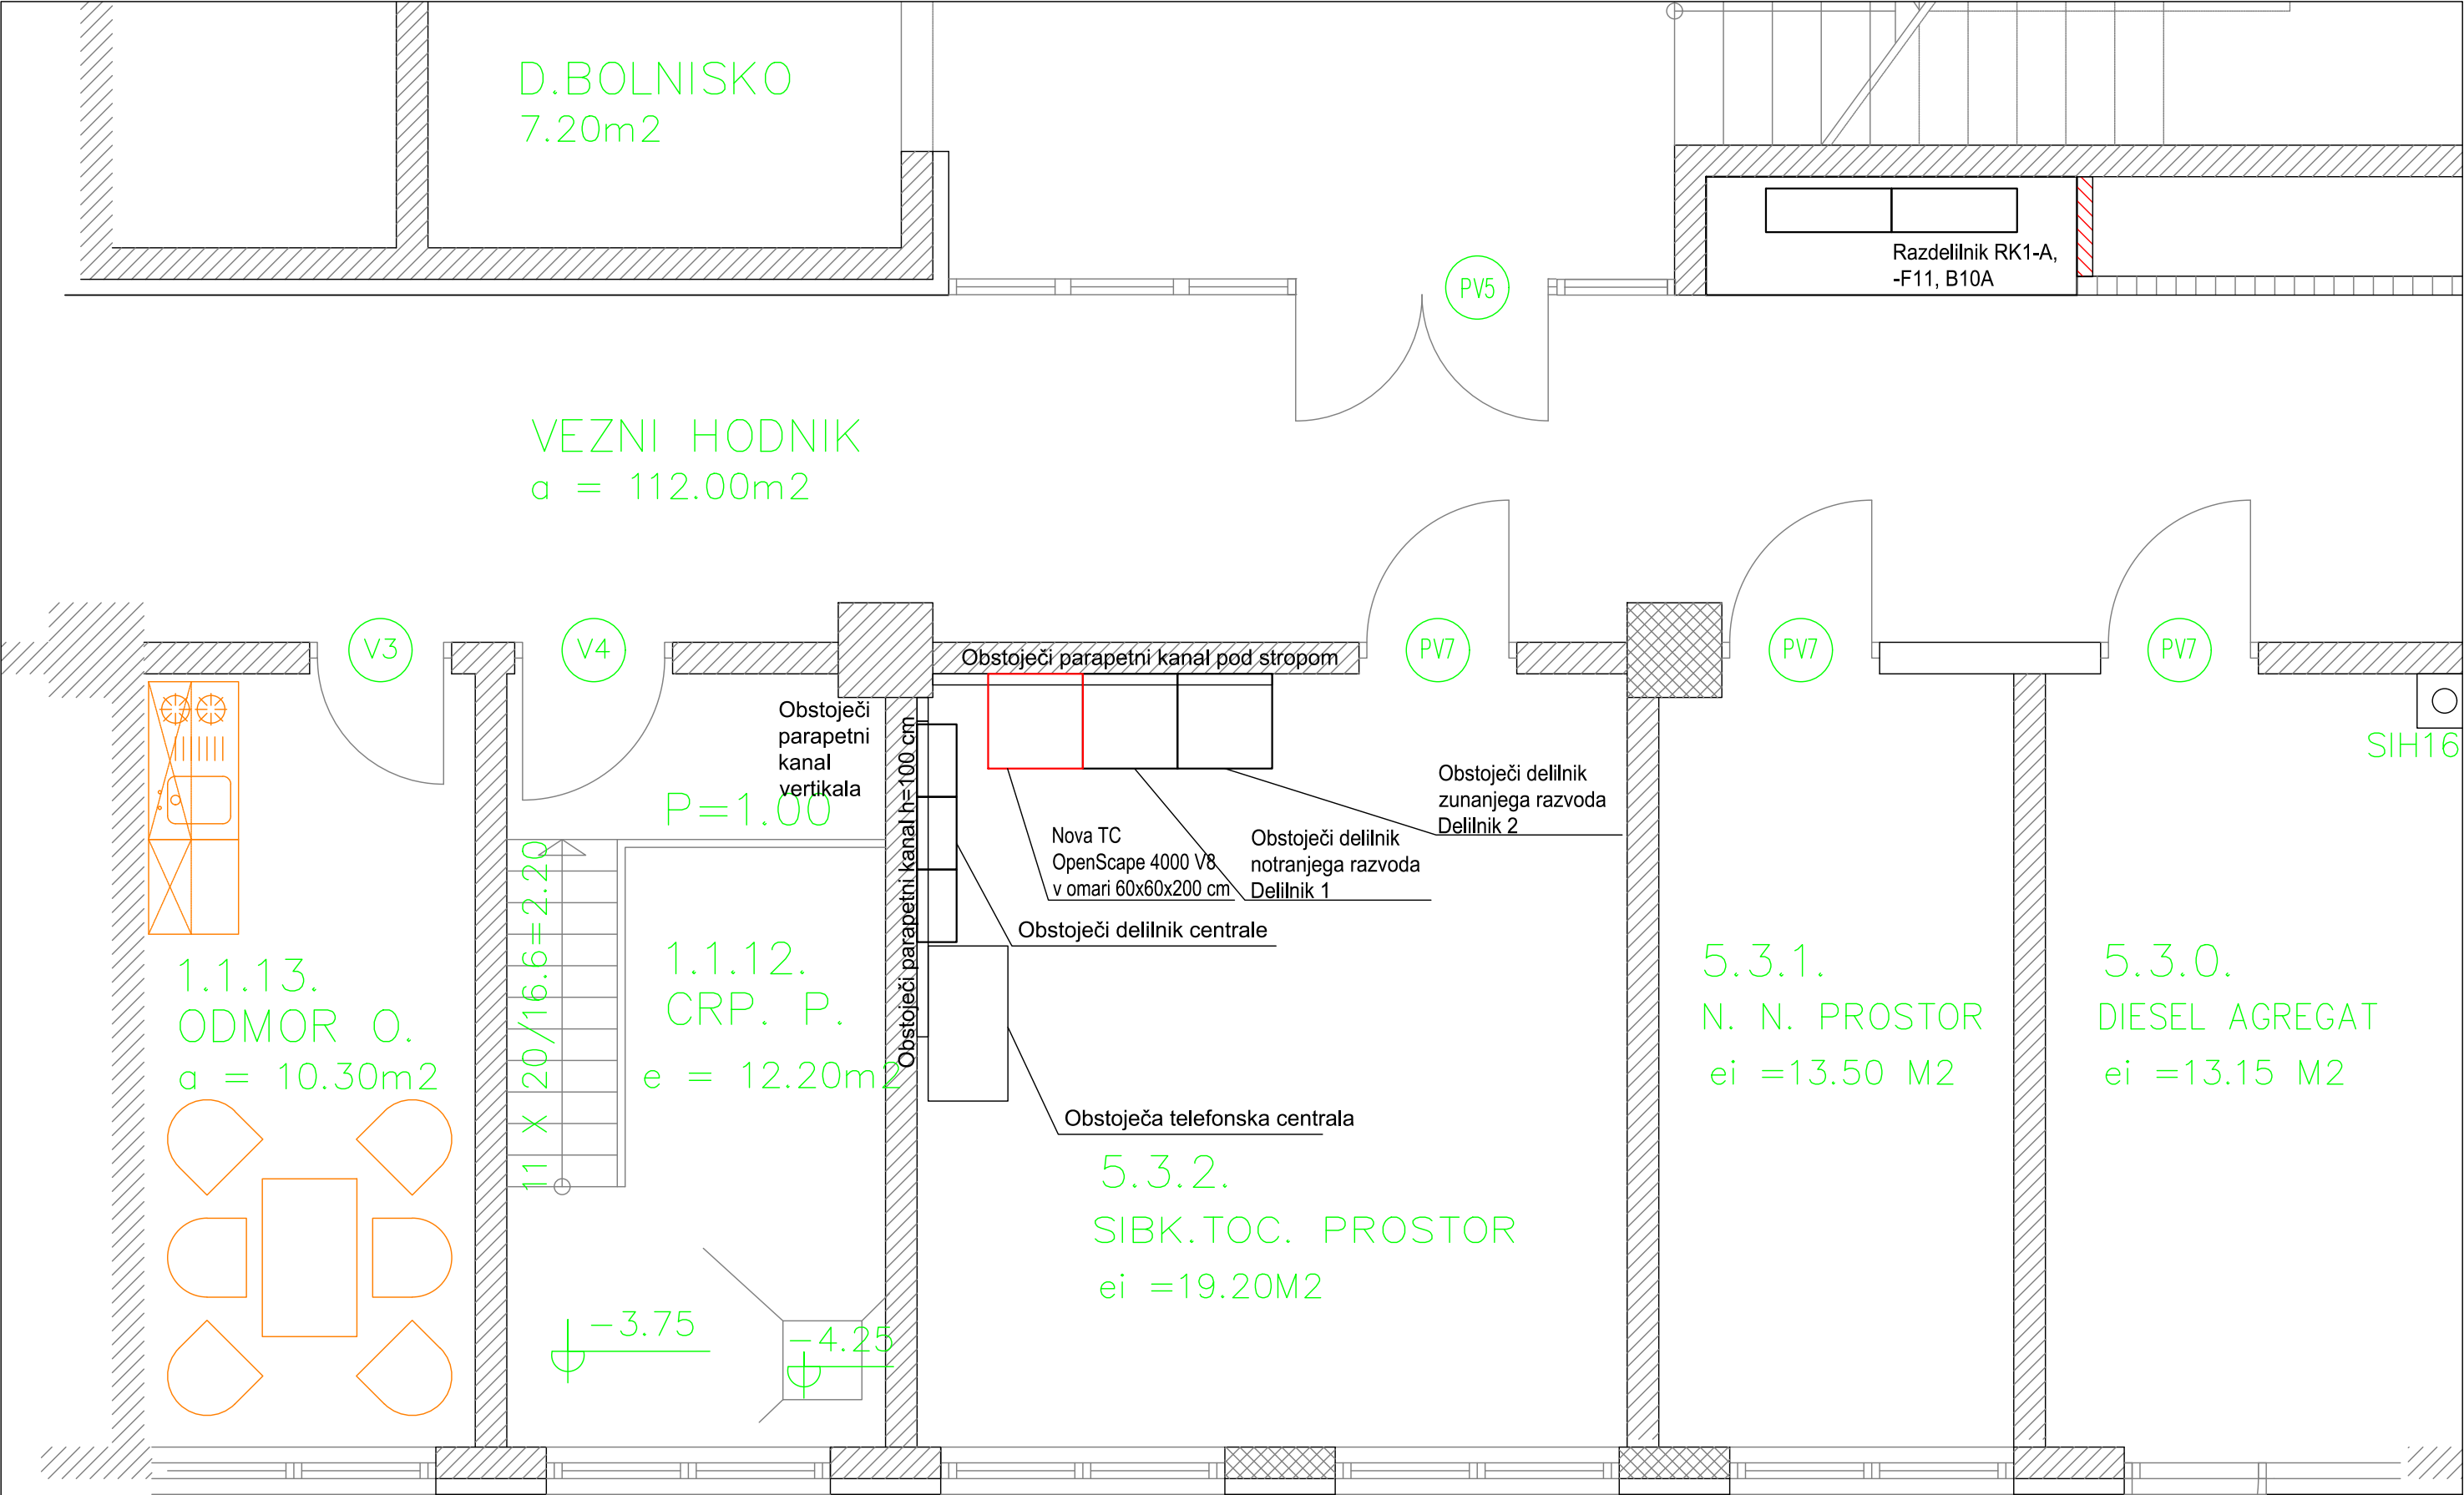 D.BOLNISKO
7.20m2
Razdelilnik RK1-A,
-F11, B10A
PV5
VEZNI HODNIK
a = 112.00m2
V3
V4
PV7
PV7
PV7
Obstoječi parapetni kanal pod stropom
Obstoječi
parapetni
kanal
vertikala
Obstoječi parapetni kanal h=100 cm
SIH16
P=1.00
Obstoječi delilnik
zunanjega razvoda
Delilnik 2
Nova TC
OpenScape 4000 V8
v omari 60x60x200 cm
Obstoječi delilnik
notranjega razvoda
Delilnik 1
Obstoječi delilnik centrale
11 X 20/16.6=2.20
1.1.13.
ODMOR O.
a = 10.30m2
1.1.12.
CRP. P.
e = 12.20m2
5.3.1.
N. N. PROSTOR
ei =13.50 M2
5.3.0.
DIESEL AGREGAT
ei =13.15 M2
Obstoječa telefonska centrala
5.3.2.
SIBK.TOC. PROSTOR
ei =19.20M2
-3.75
-4.25